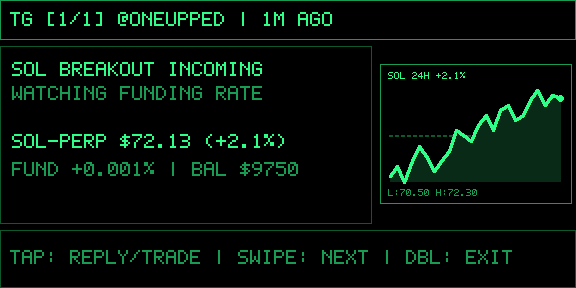 TG [1/1] @ONEUPPED | 1M AGO
SOL BREAKOUT INCOMING
WATCHING FUNDING RATE
SOL-PERP $72.13 (+2.1%)
FUND +0.001% | BAL $9750
SOL 24H +2.1%
L:70.50 H:72.30
TAP: REPLY/TRADE | SWIPE: NEXT | DBL: EXIT